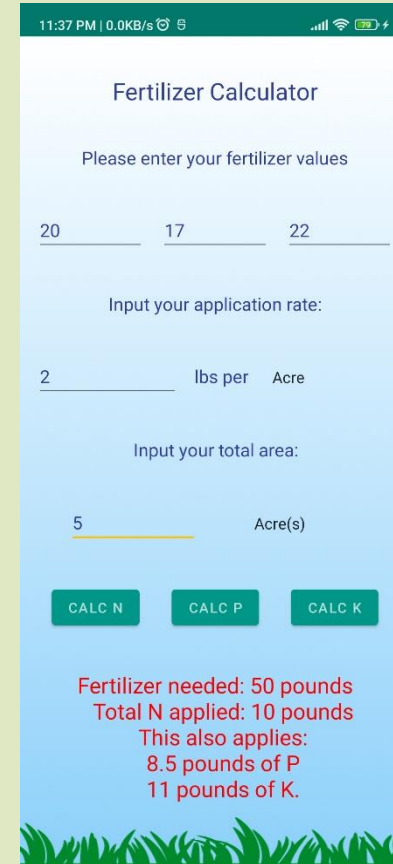 11:37 PM | 0.0KB/s
79
Fertilizer Calculator
Please enter your fertilizer values
20 17 22
Input your application rate:
2 lbs per Acre
Input your total area:
5 Acre(s)
CALC N CALC P CALC K
Fertilizer needed: 50 pounds
Total N applied: 10 pounds
This also applies:
8.5 pounds of P
11 pounds of K.